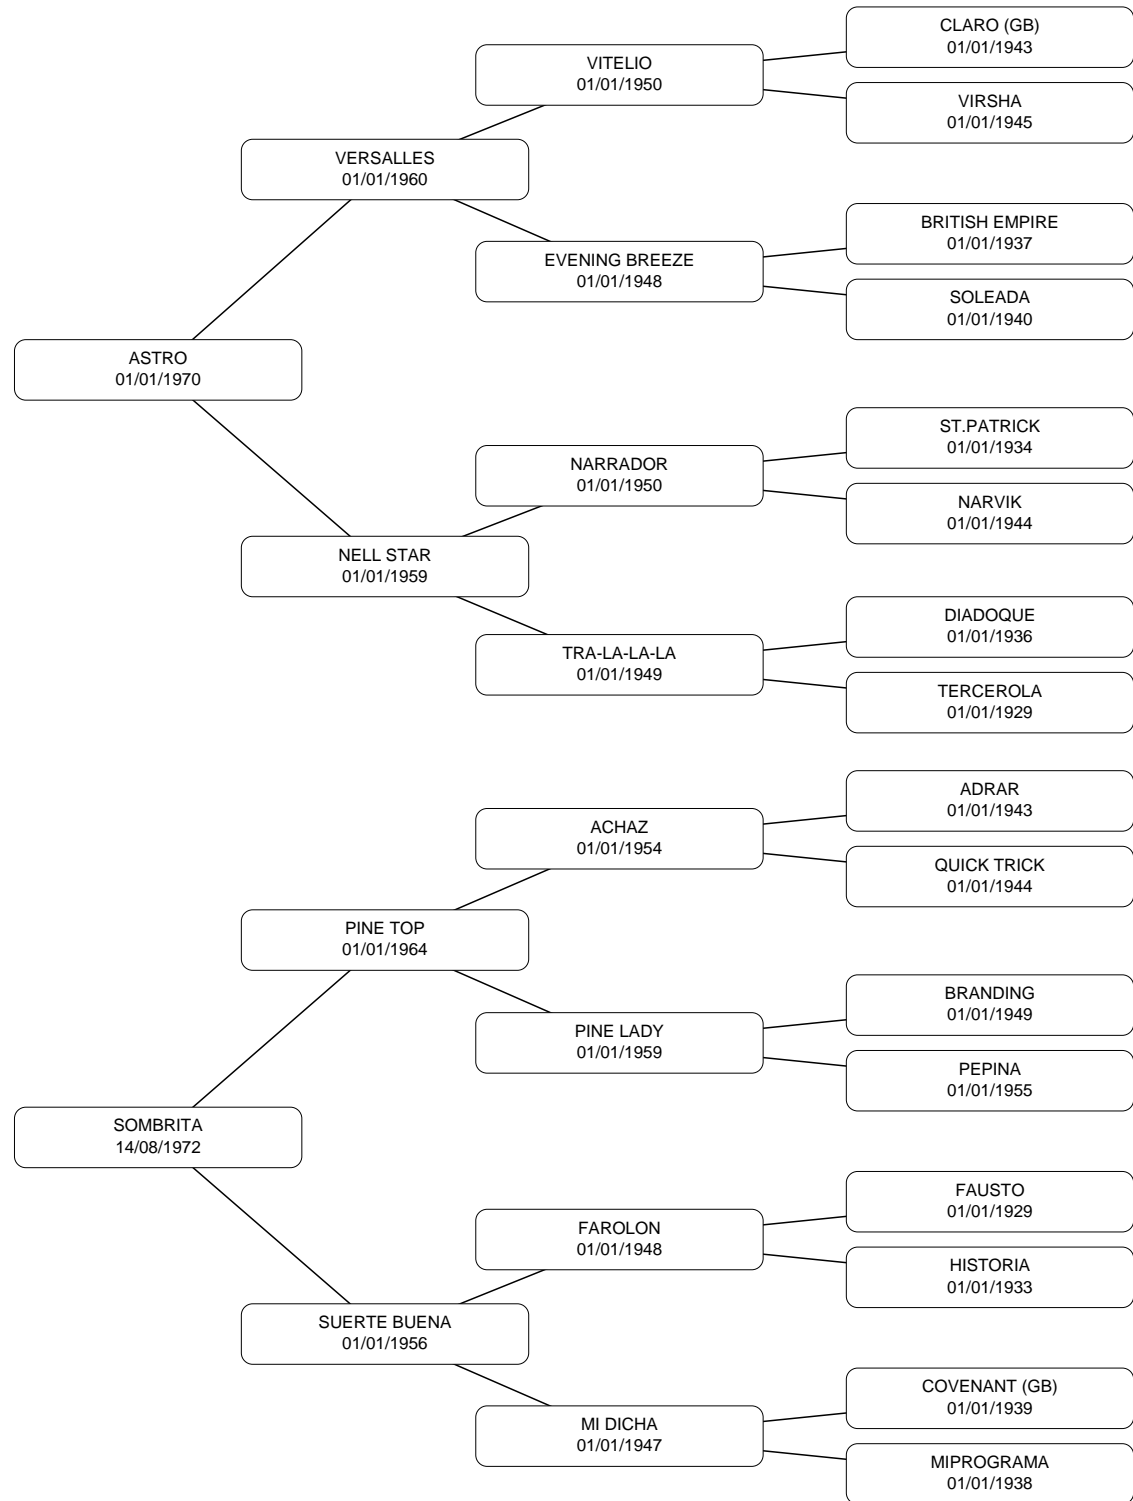 CLARO (GB)
01/01/1943
VITELIO
01/01/1950
VIRSHA
01/01/1945
VERSALLES
01/01/1960
BRITISH EMPIRE
01/01/1937
EVENING BREEZE
01/01/1948
SOLEADA
01/01/1940
ASTRO
01/01/1970
ST.PATRICK
01/01/1934
NARRADOR
01/01/1950
NARVIK
01/01/1944
NELL STAR
01/01/1959
DIADOQUE
01/01/1936
TRA-LA-LA-LA
01/01/1949
TERCEROLA
01/01/1929
ADRAR
01/01/1943
ACHAZ
01/01/1954
QUICK TRICK
01/01/1944
PINE TOP
01/01/1964
BRANDING
01/01/1949
PINE LADY
01/01/1959
PEPINA
01/01/1955
SOMBRITA
14/08/1972
FAUSTO
01/01/1929
FAROLON
01/01/1948
HISTORIA
01/01/1933
SUERTE BUENA
01/01/1956
COVENANT (GB)
01/01/1939
MI DICHA
01/01/1947
MIPROGRAMA
01/01/1938